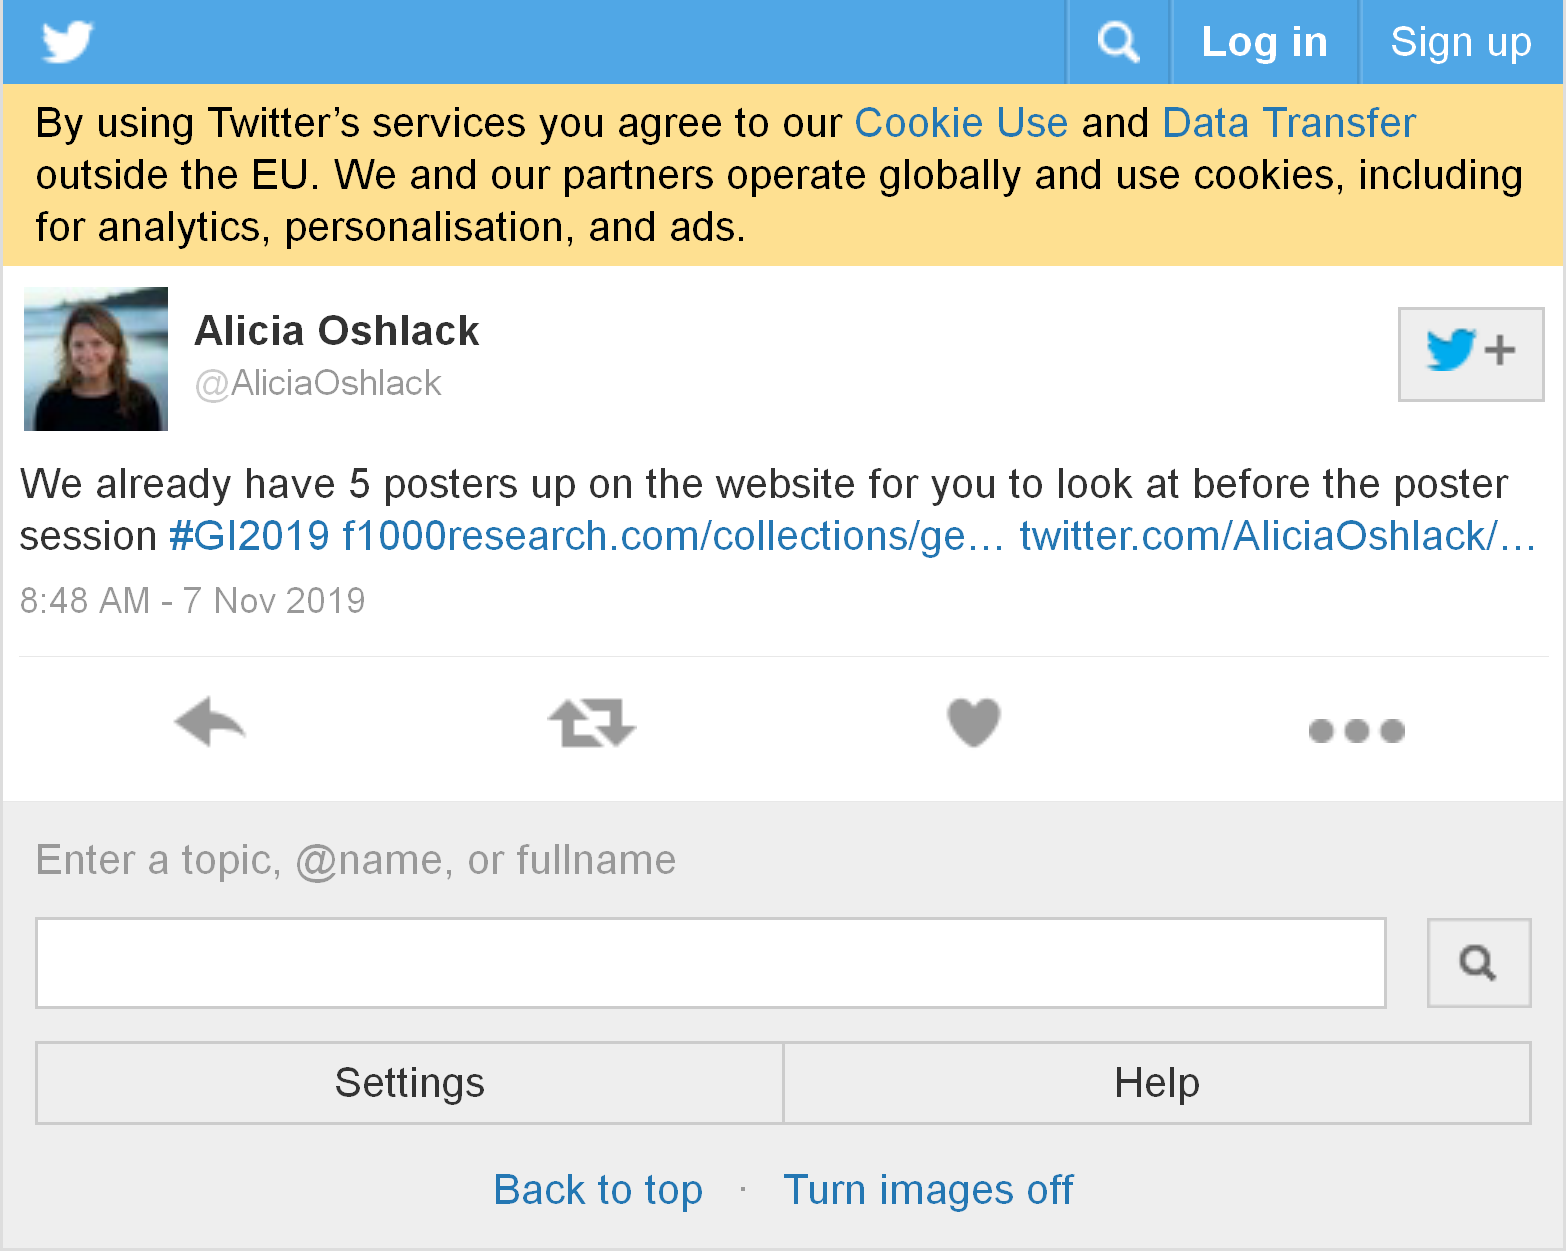 Log in
Sign up
By using Twitter’s services you agree to our Cookie Use and Data Transfer
outside the EU. We and our partners operate globally and use cookies, including
for analytics, personalisation, and ads.
Alicia Oshlack
@AliciaOshlack
+
We already have 5 posters up on the website for you to look at before the poster
session #GI2019 f1000research.com/collections/ge… twitter.com/AliciaOshlack/…
8:48 AM - 7 Nov 2019
Enter a topic, @name, or fullname
Settings
Help
Back to top · Turn images off